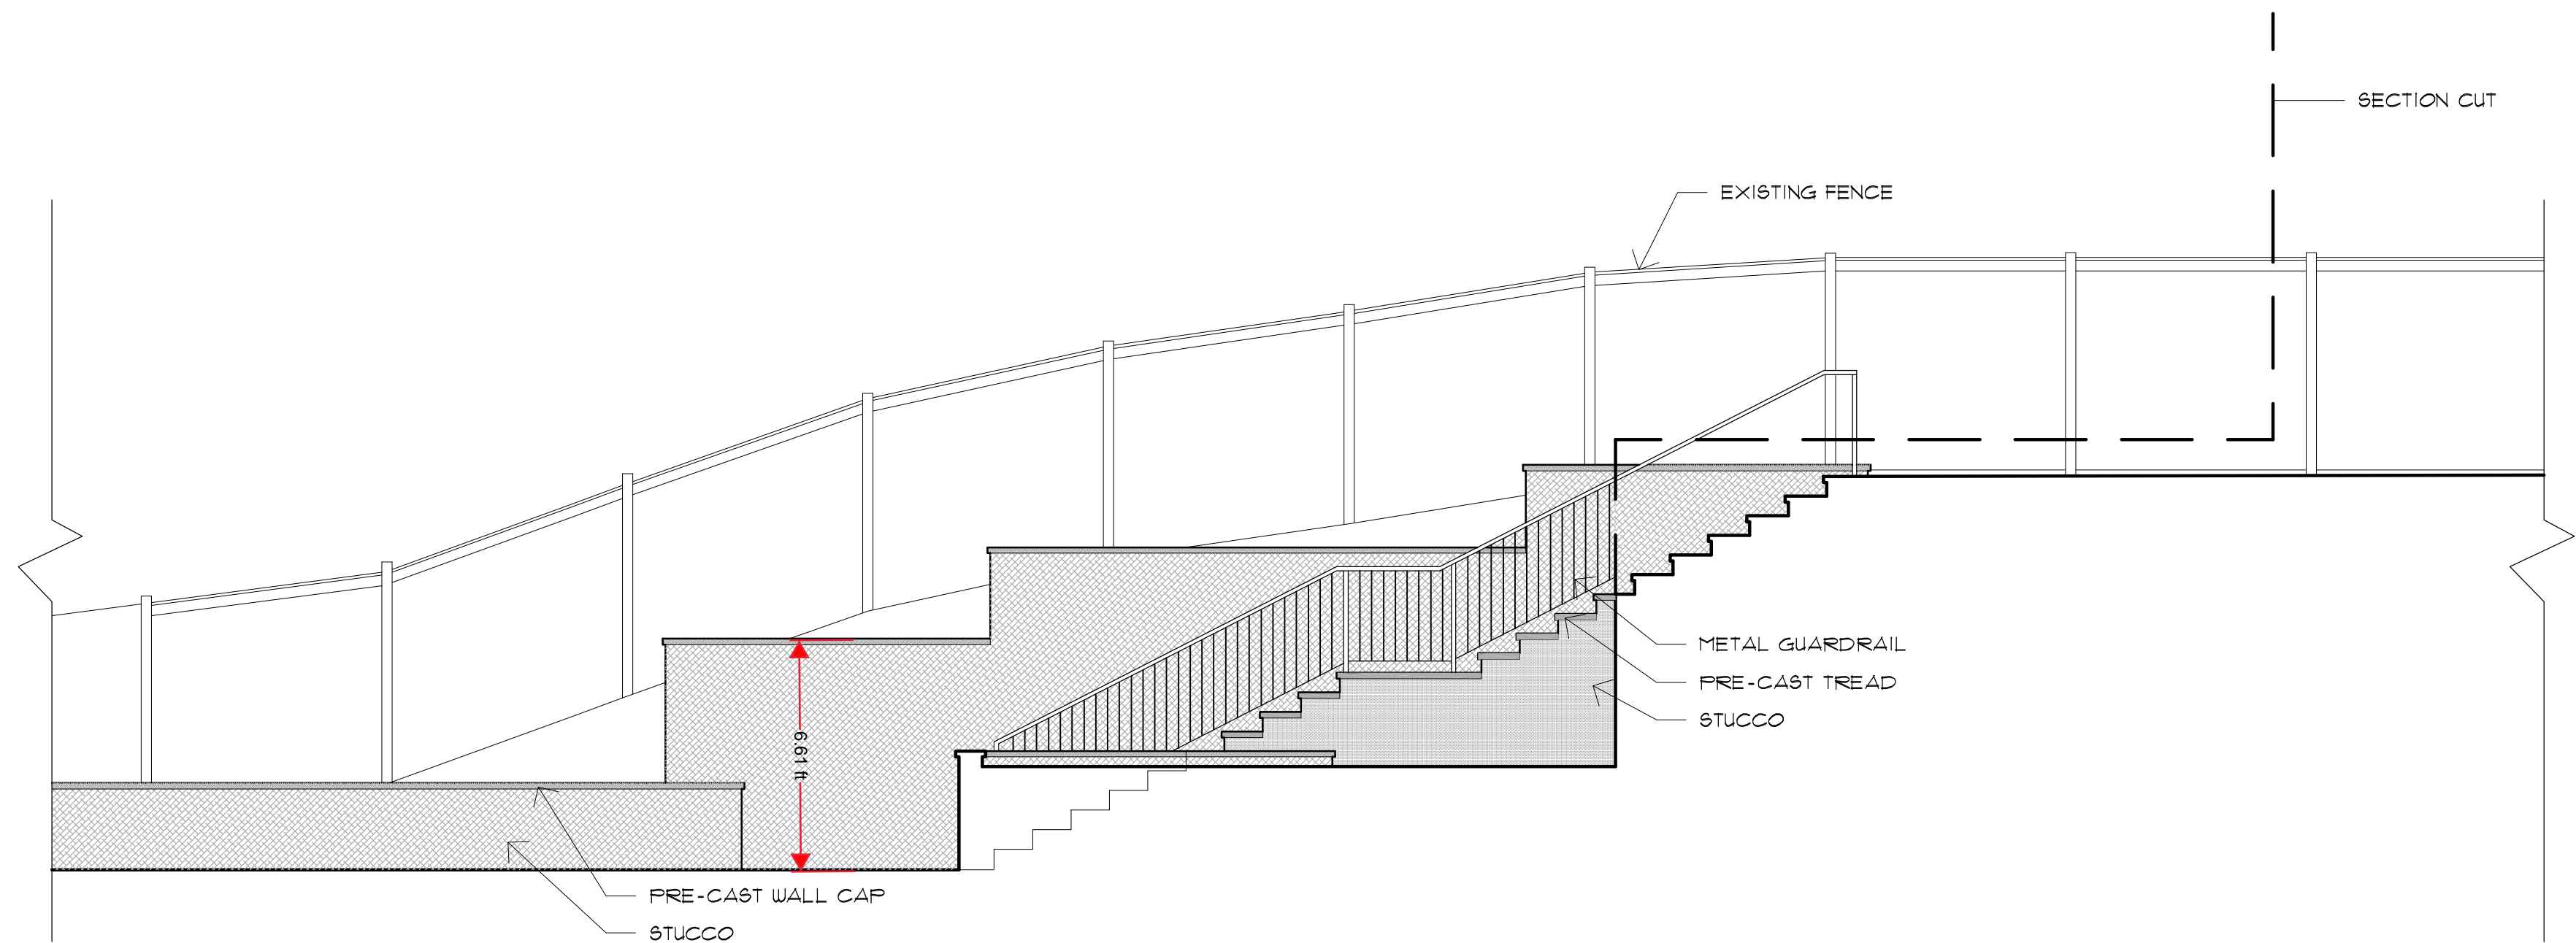 SECTION CUT
EXISTING FENCE
METAL GUARDRAIL
PRE-CAST TREAD
STUCCO
6.61 ft
PRE-CAST WALL CAP
STUCCO